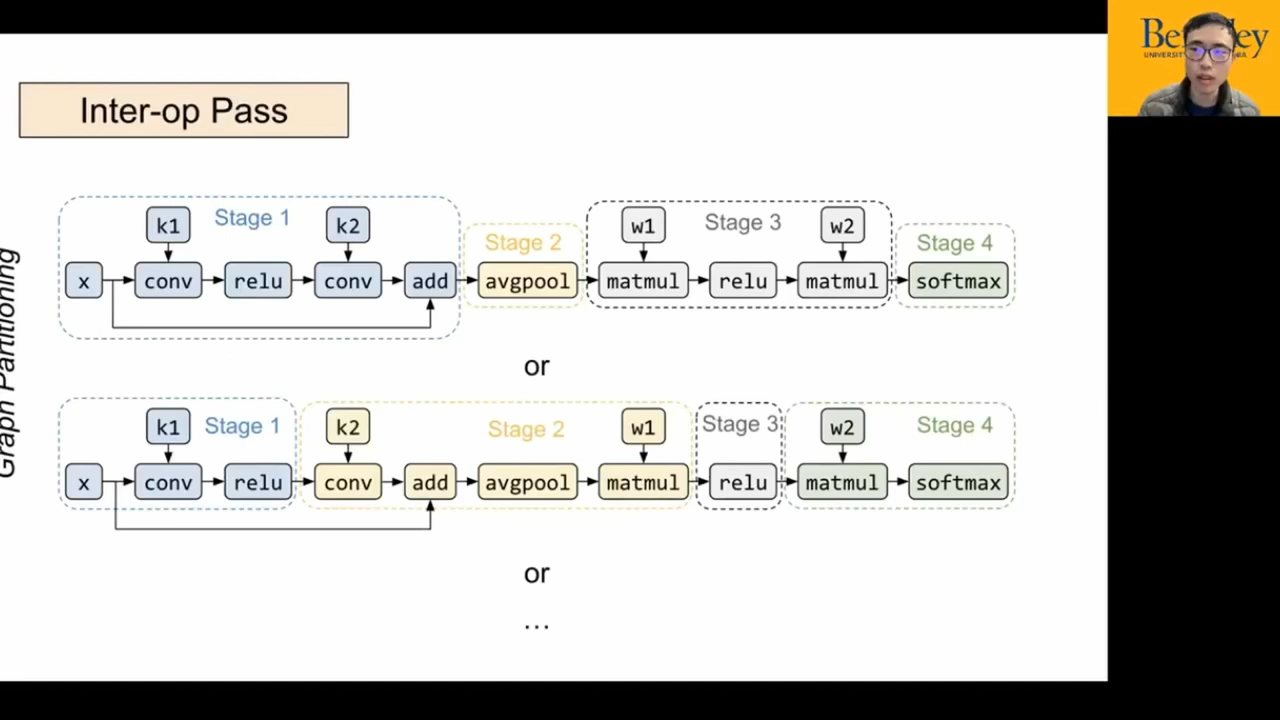 Inter-op Pass
Graph Partitioning
k1 Stage 1 k2 Stage 2 w1 Stage 3 w2 Stage 4
x conv relu conv add avgpool matmul relu matmul softmax
or
k1 Stage 1 k2 Stage 2 w1 Stage 3 w2 Stage 4
x conv relu conv add avgpool matmul relu matmul softmax
or
...